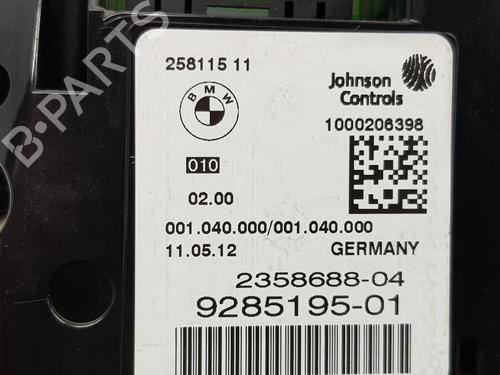 258115 11
BMW
Johnson
Controls
1000206398
010
02.00
001.040.000/001.040.000
11.05.12
GERMANY
2358688-04
9285195-01
B-PARTS